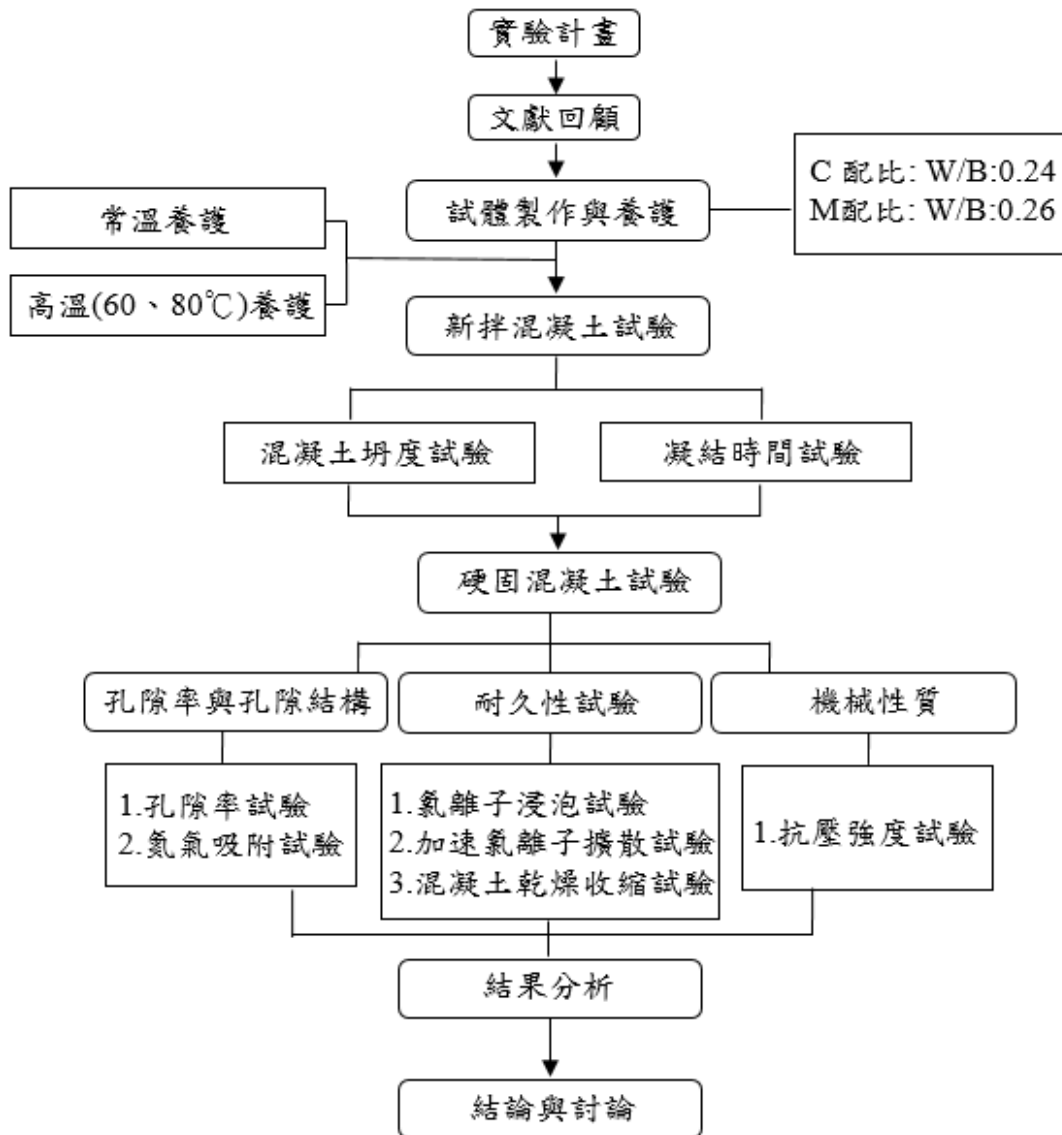 實驗計畫
文獻回顧
試體製作與養護
C 配比: W/B:0.24
M配比: W/B:0.26
常溫養護
高溫(60、80℃)養護
新拌混凝土試驗
混凝土坍度試驗
凝結時間試驗
硬固混凝土試驗
孔隙率與孔隙結構
耐久性試驗
機械性質
1.孔隙率試驗
2.氮氣吸附試驗
1.氯離子浸泡試驗
2.加速氯離子擴散試驗
3.混凝土乾燥收縮試驗
1.抗壓強度試驗
結果分析
結論與討論